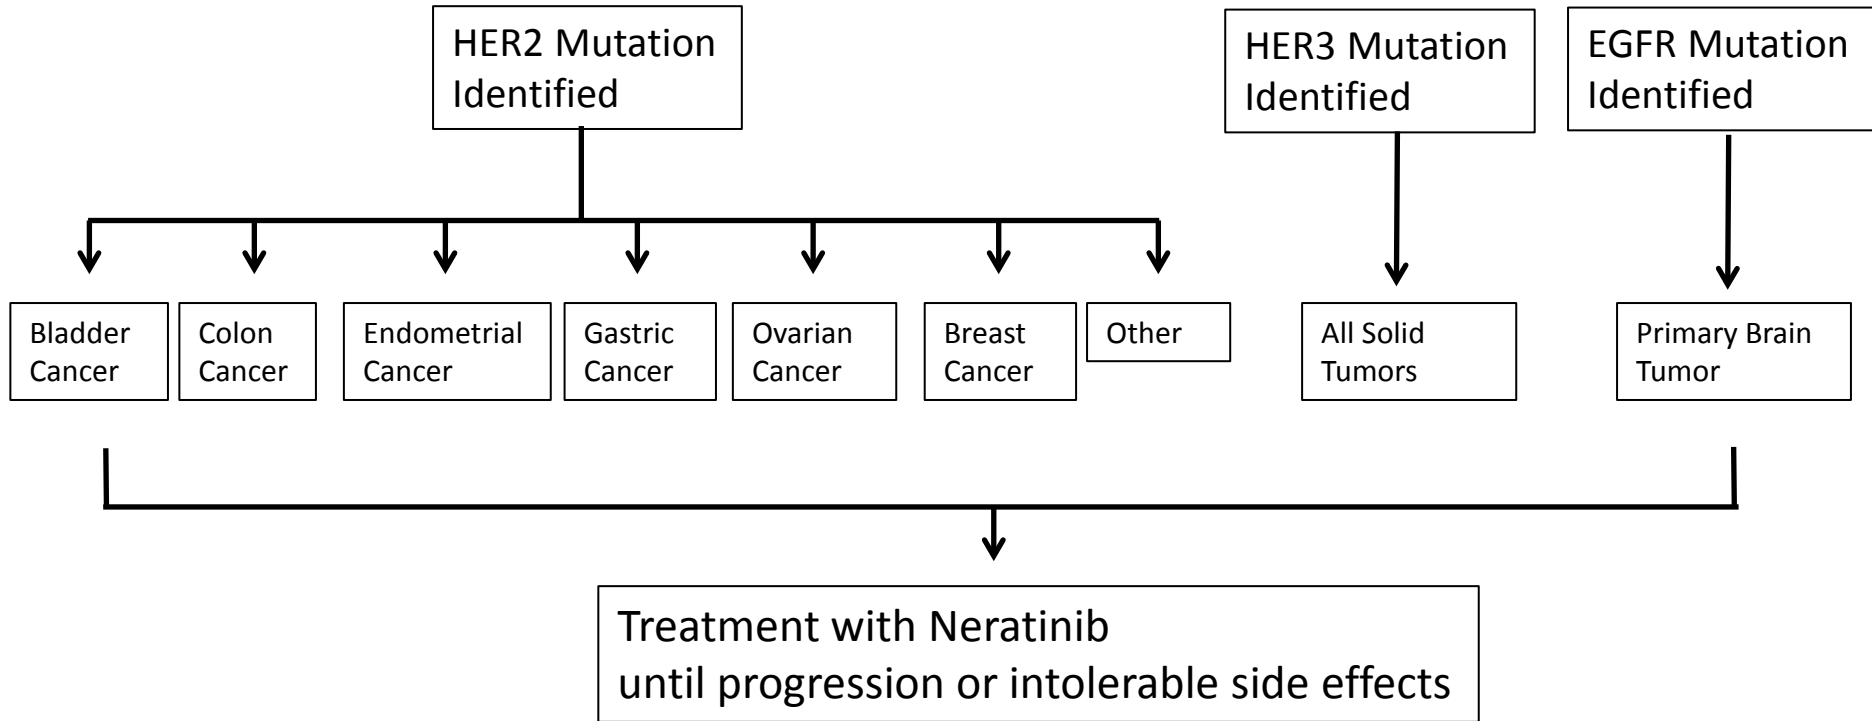 HER2 Mutation
Identified
HER3 Mutation
Identified
EGFR Mutation
Identified
Bladder
Cancer
Colon
Cancer
Endometrial
Cancer
Gastric
Cancer
Ovarian
Cancer
Breast
Cancer
Other
All Solid
Tumors
Primary Brain
Tumor
Treatment with Neratinib
until progression or intolerable side effects